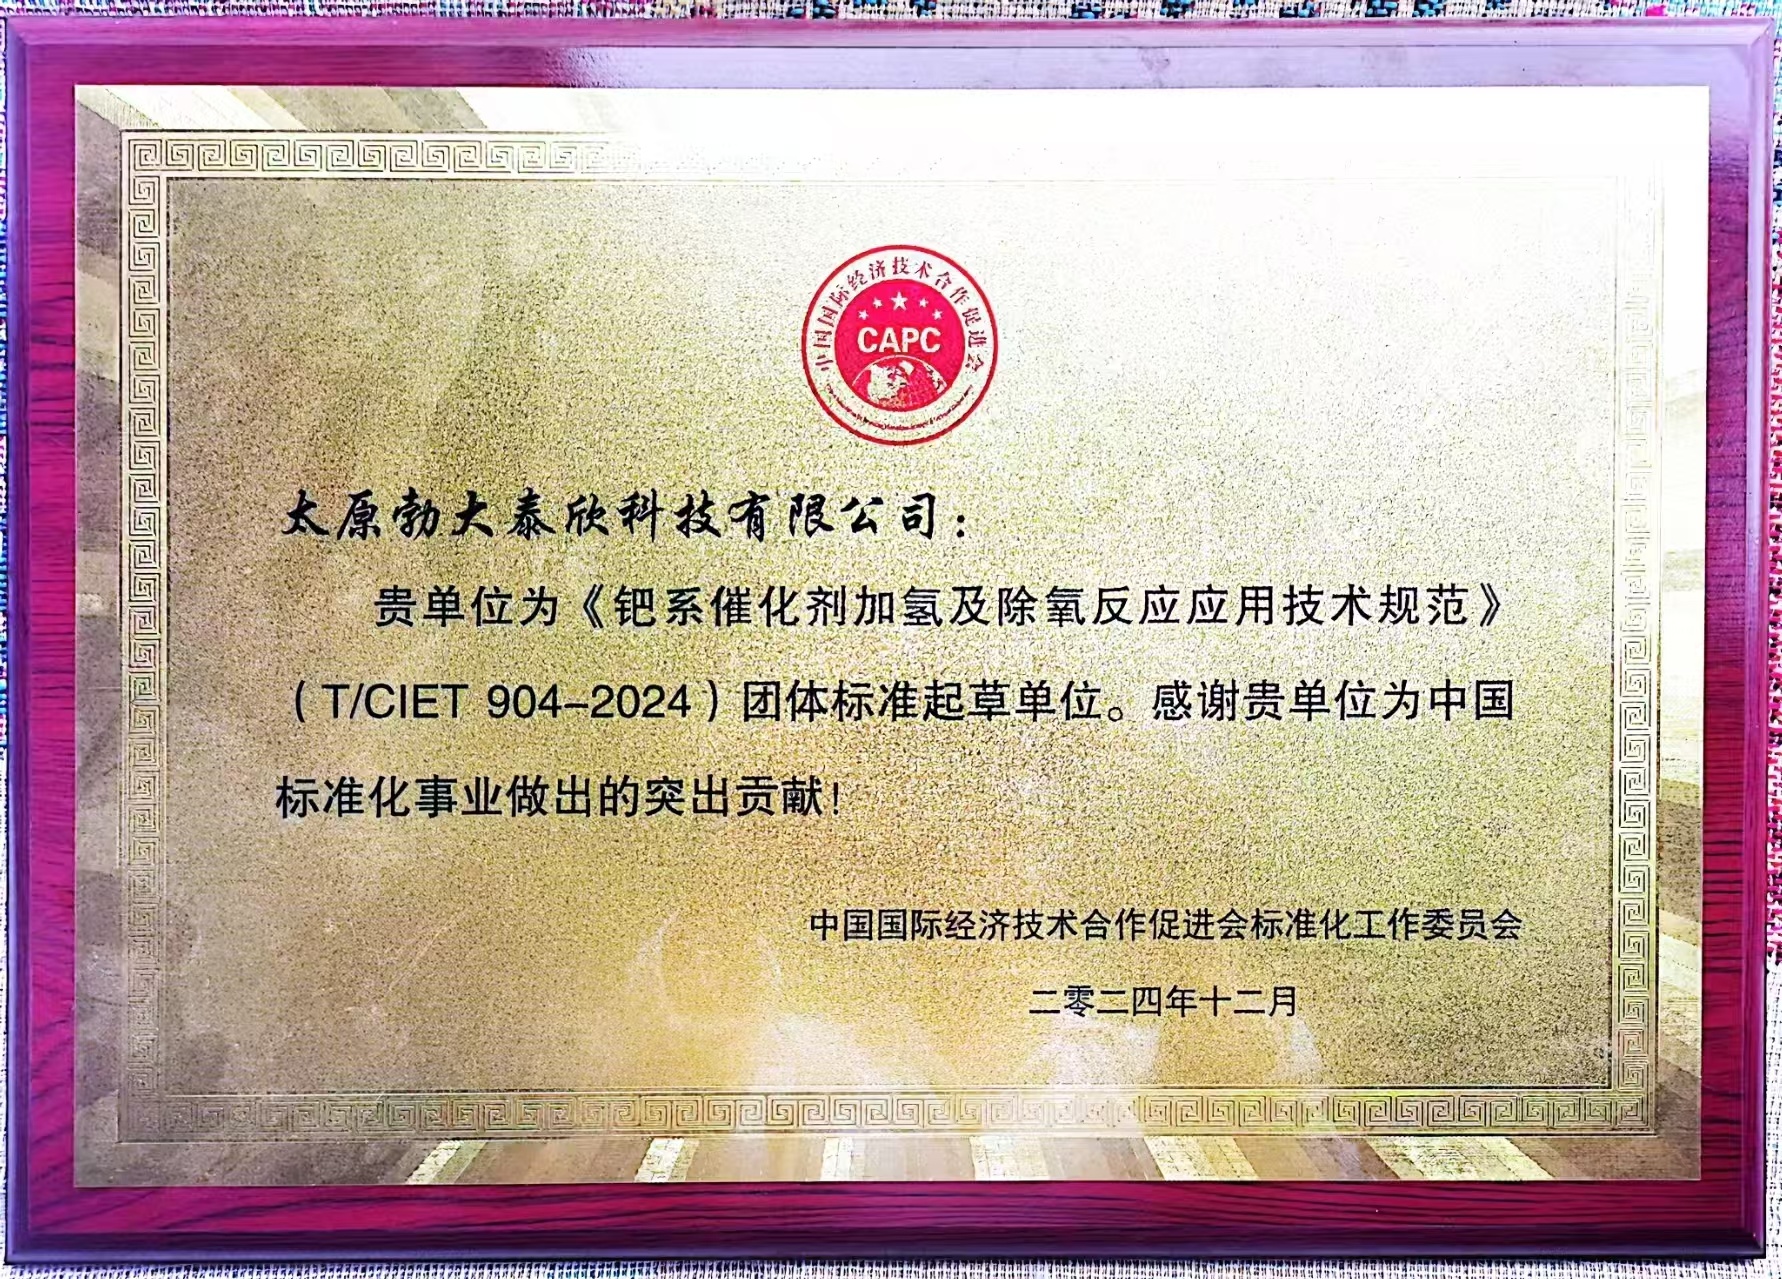 中国国际经济技术合作促进会
CAPC
太原勃大泰欣科技有限公司：
贵单位为《钯系催化剂加氢及除氧反应应用技术规范》
（T/CIET 904-2024）团体标准起草单位。感谢贵单位为中国
标准化事业做出的突出贡献！
中国国际经济技术合作促进会标准化工作委员会
二零二四年十二月